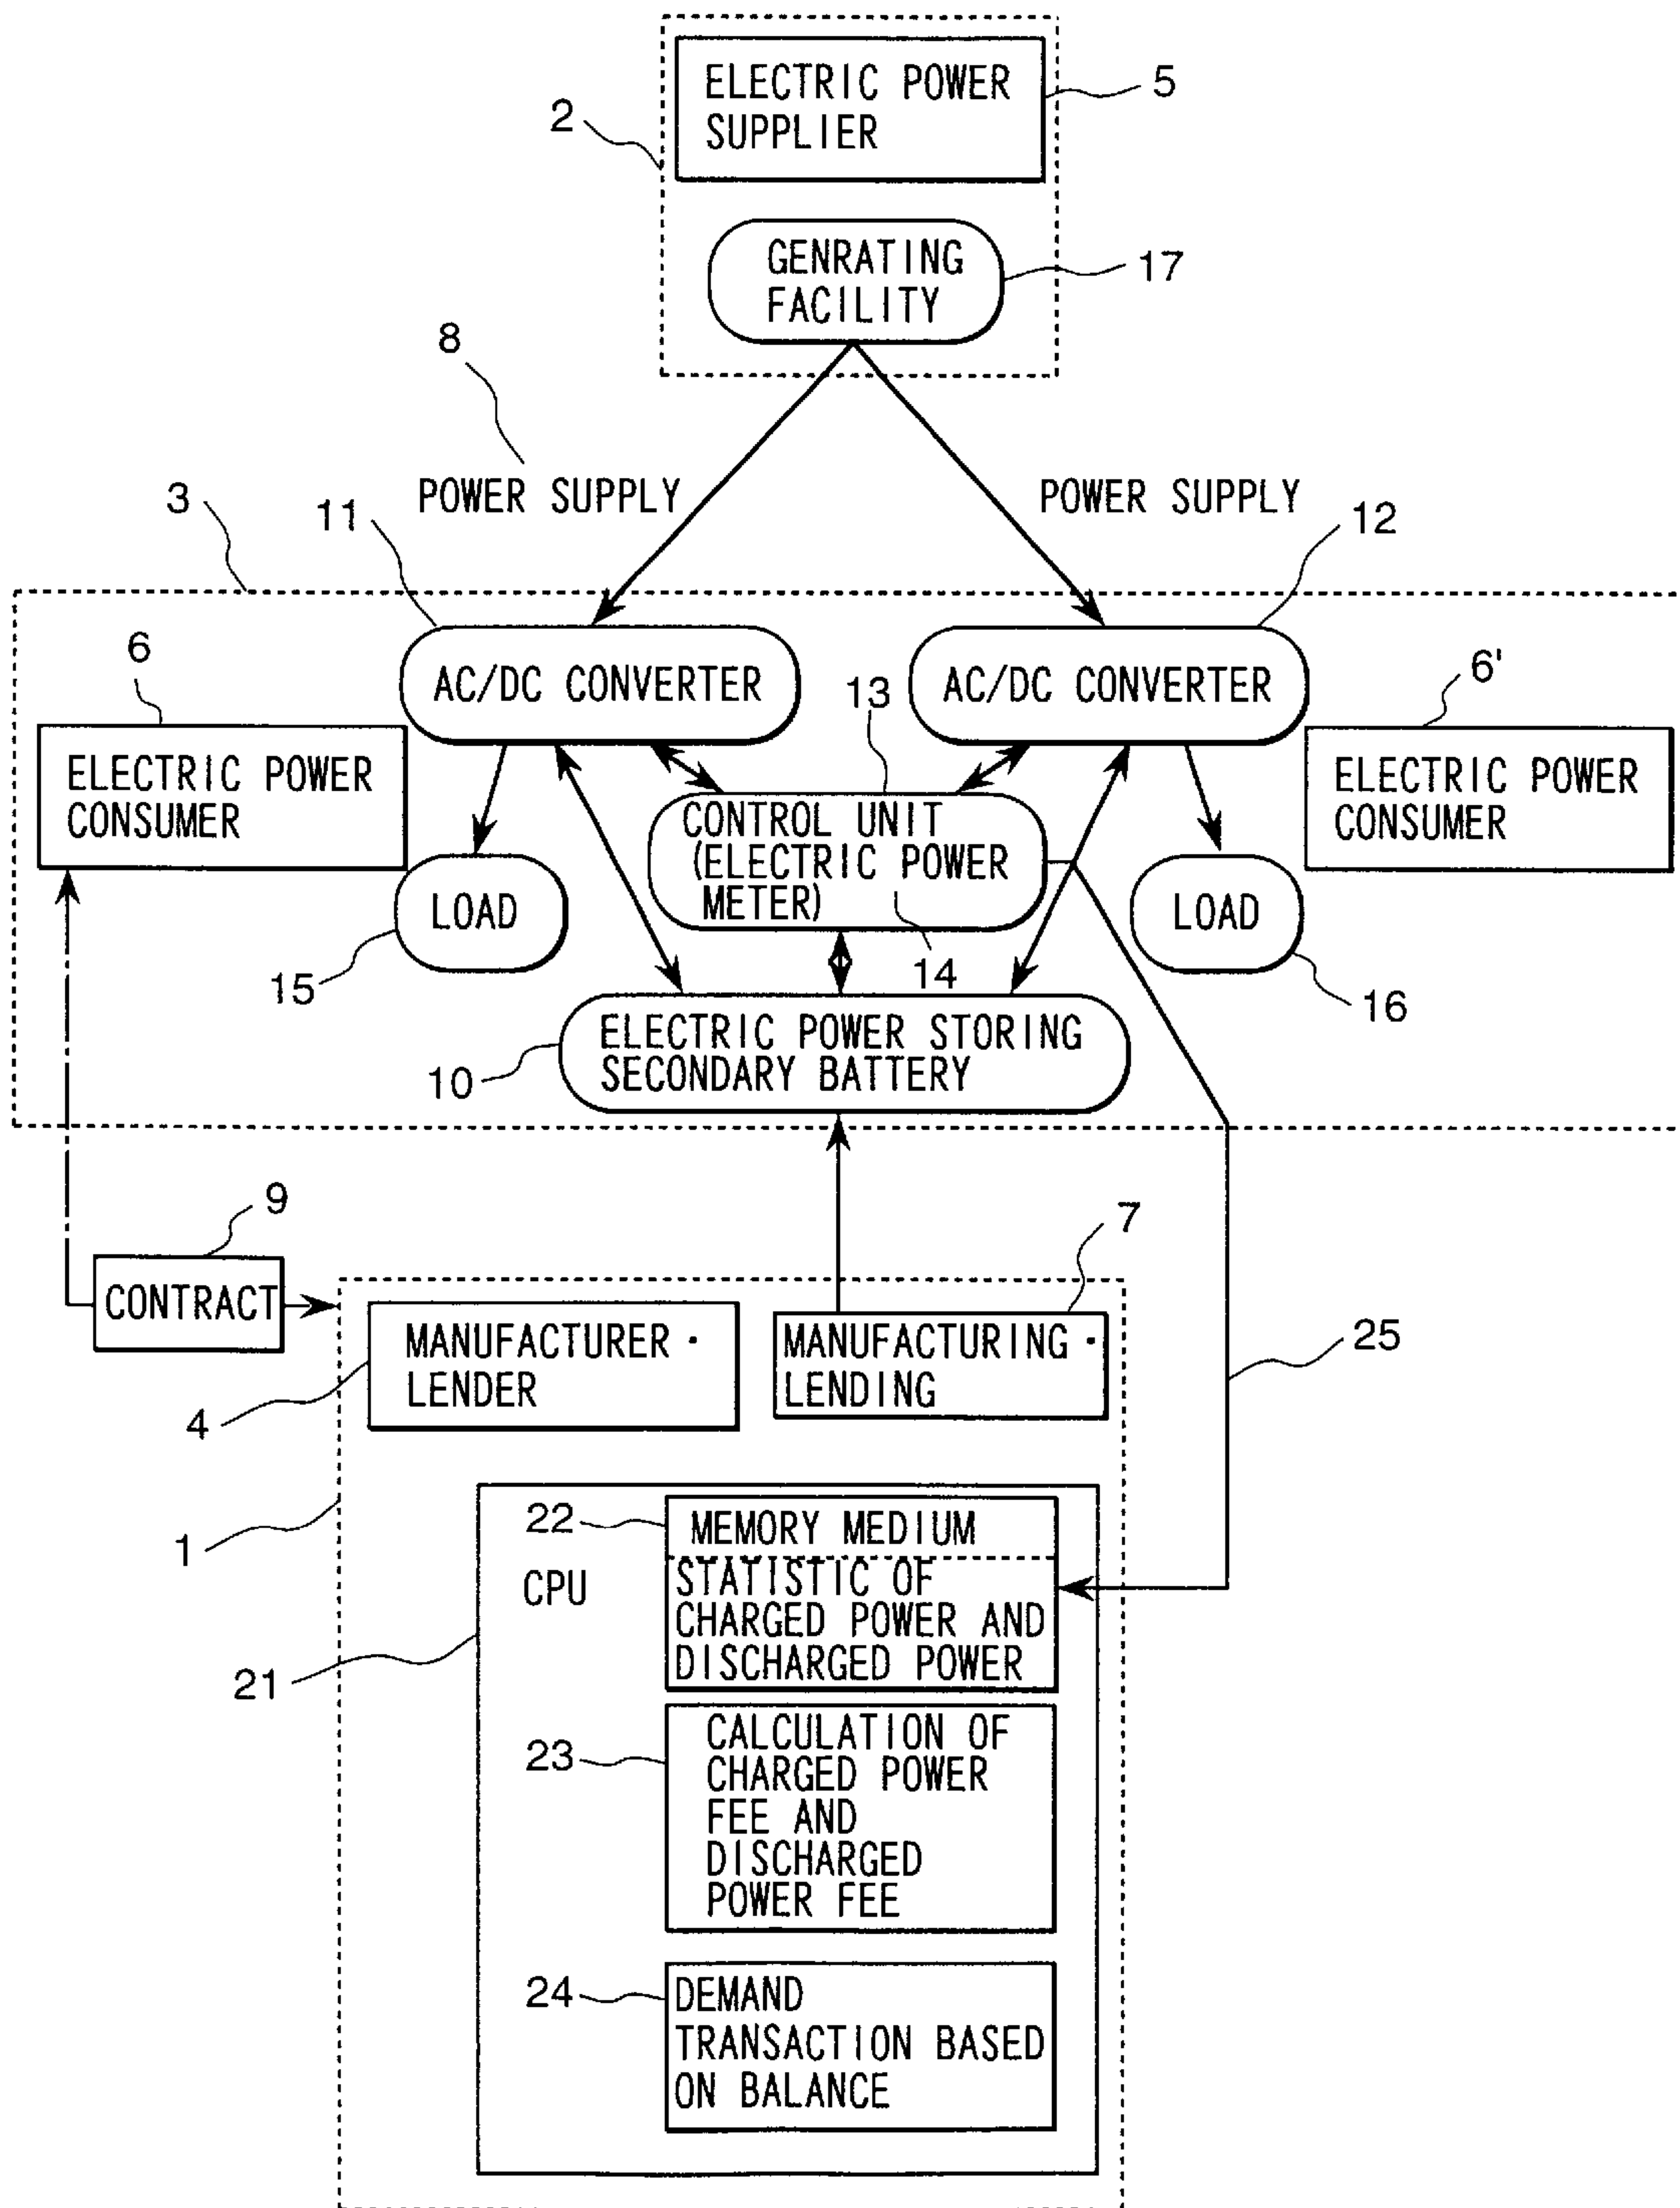 ELECTRIC POWER
SUPPLIER
5
2
GENRATING
FACILITY
17
8
POWER SUPPLY
POWER SUPPLY
3
11
12
6
AC/DC CONVERTER
13
AC/DC CONVERTER
6'
ELECTRIC POWER
CONSUMER
CONTROL UNIT
(ELECTRIC POWER
METER)
ELECTRIC POWER
CONSUMER
LOAD
LOAD
15
14
16
ELECTRIC POWER STORING
SECONDARY BATTERY
10
9
7
CONTRACT
MANUFACTURER・
LENDER
MANUFACTURING・
LENDING
25
4
1
22
MEMORY MEDIUM
CPU
STATISTIC OF
CHARGED POWER AND
DISCHARGED POWER
21
23
CALCULATION OF
CHARGED POWER
FEE AND
DISCHARGED
POWER FEE
24
DEMAND
TRANSACTION BASED
ON BALANCE